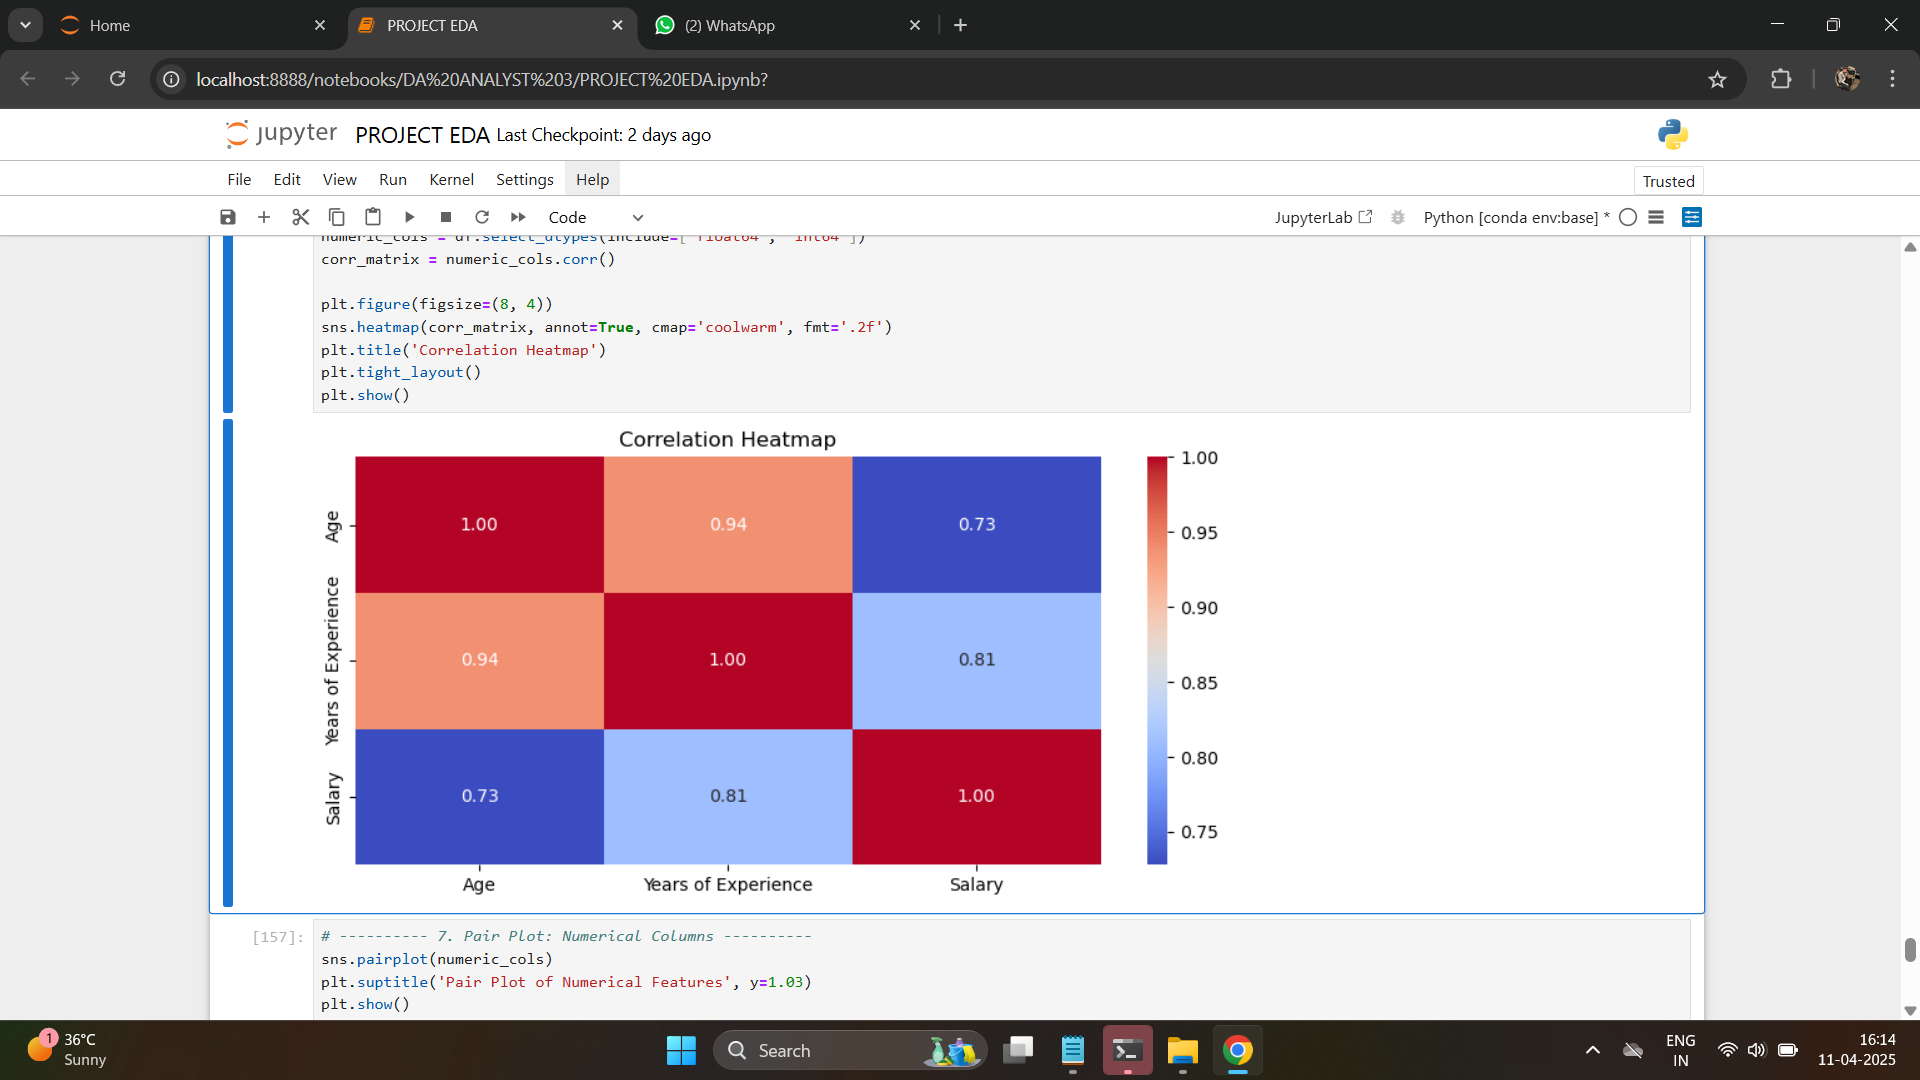 Home
PROJECT EDA
(2) WhatsApp
localhost:8888/notebooks/DA%20ANALYST%203/PROJECT%20EDA.ipynb?
jupyter PROJECT EDA Last Checkpoint: 2 days ago
File Edit View Run Kernel Settings Help
Trusted
Code
JupyterLab
Python [conda env:base] *
numeric_cols = df.select_dtypes(include=['float64', 'int64'])
corr_matrix = numeric_cols.corr()
plt.figure(figsize=(8, 4))
sns.heatmap(corr_matrix, annot=True, cmap='coolwarm', fmt='.2f')
plt.title('Correlation Heatmap')
plt.tight_layout()
plt.show()
Correlation Heatmap
Age
1.00 0.94 0.73
Years of Experience
0.94 1.00 0.81
Salary
0.73 0.81 1.00
Age Years of Experience Salary
1.00
0.95
0.90
0.85
0.80
0.75
[157]:
# ---------- 7. Pair Plot: Numerical Columns ----------
sns.pairplot(numeric_cols)
plt.suptitle('Pair Plot of Numerical Features', y=1.03)
plt.show()
1
36°C
Sunny
Search
ENG
IN
16:14
11-04-2025